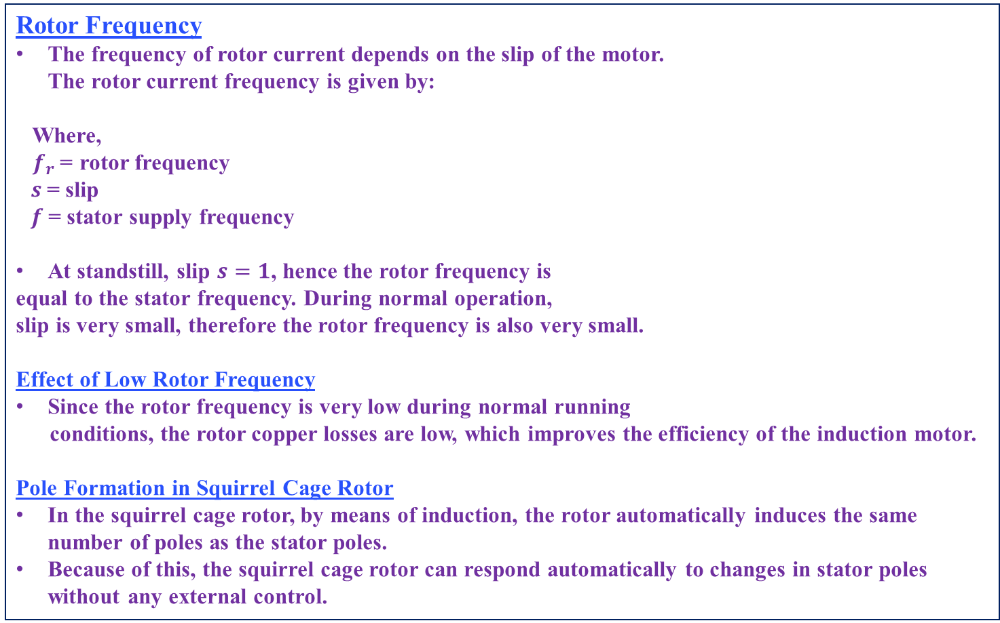 Rotor Frequency
• The frequency of rotor current depends on the slip of the motor.
The rotor current frequency is given by:
Where,
𝒇𝒓 = rotor frequency
𝒔 = slip
𝒇 = stator supply frequency
• At standstill, slip 𝒔 = 𝟏, hence the rotor frequency is
equal to the stator frequency. During normal operation,
slip is very small, therefore the rotor frequency is also very small.
Effect of Low Rotor Frequency
• Since the rotor frequency is very low during normal running
conditions, the rotor copper losses are low, which improves the efficiency of the induction motor.
Pole Formation in Squirrel Cage Rotor
• In the squirrel cage rotor, by means of induction, the rotor automatically induces the same
number of poles as the stator poles.
• Because of this, the squirrel cage rotor can respond automatically to changes in stator poles
without any external control.